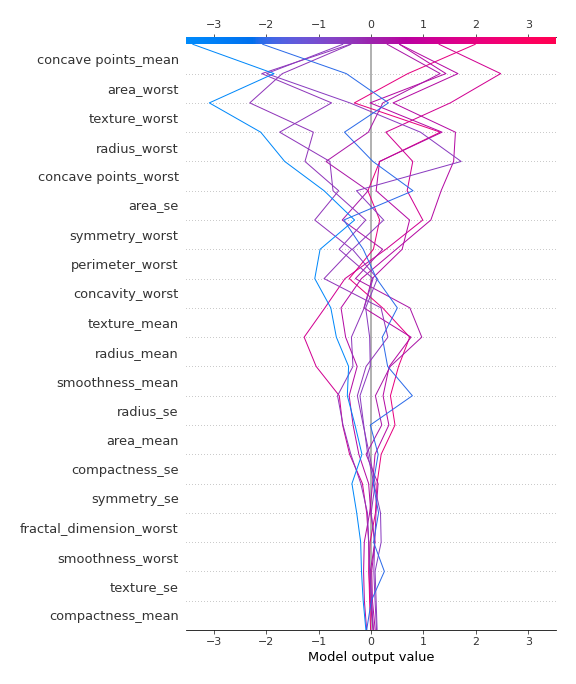 −3 −2 −1 0 1 2 3
concave points_mean
area_worst
texture_worst
radius_worst
concave points_worst
area_se
symmetry_worst
perimeter_worst
concavity_worst
texture_mean
radius_mean
smoothness_mean
radius_se
area_mean
compactness_se
symmetry_se
fractal_dimension_worst
smoothness_worst
texture_se
compactness_mean
−3 −2 −1 0 1 2 3
Model output value